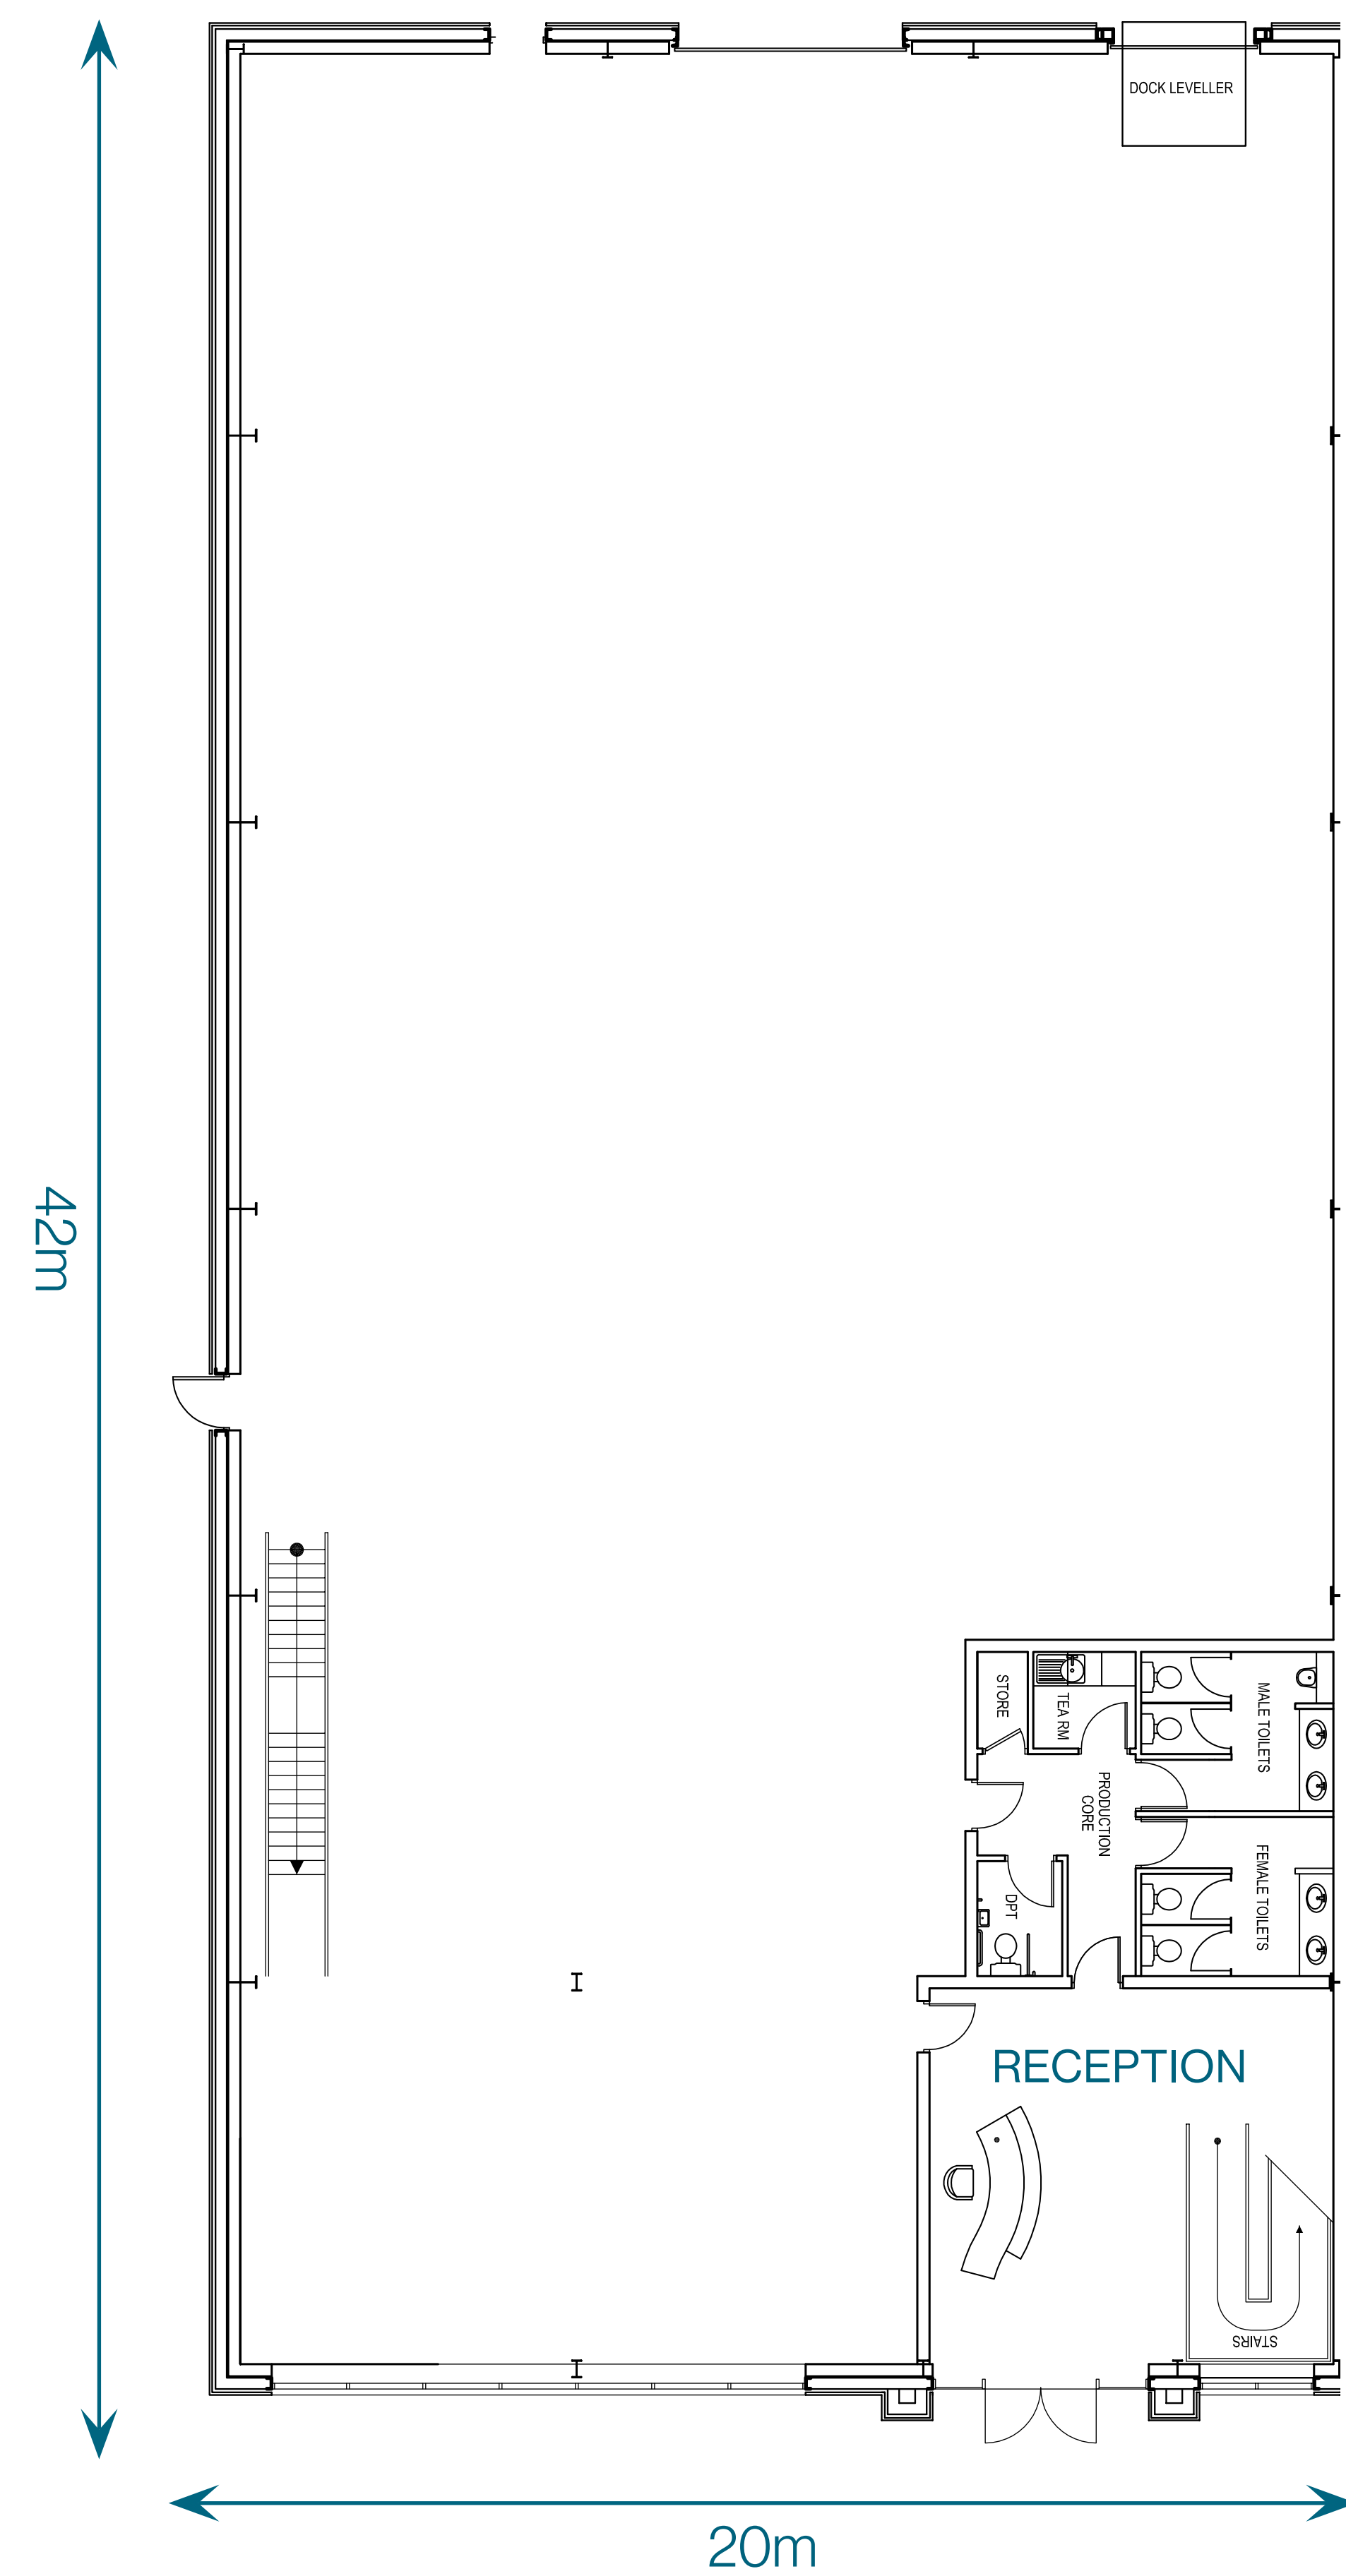 DOCK LEVELLER
42m
STORE
TEA RM
MALE TOILETS
PRODUCTION
CORE
FEMALE TOILETS
DPT
RECEPTION
STAIRS
20m